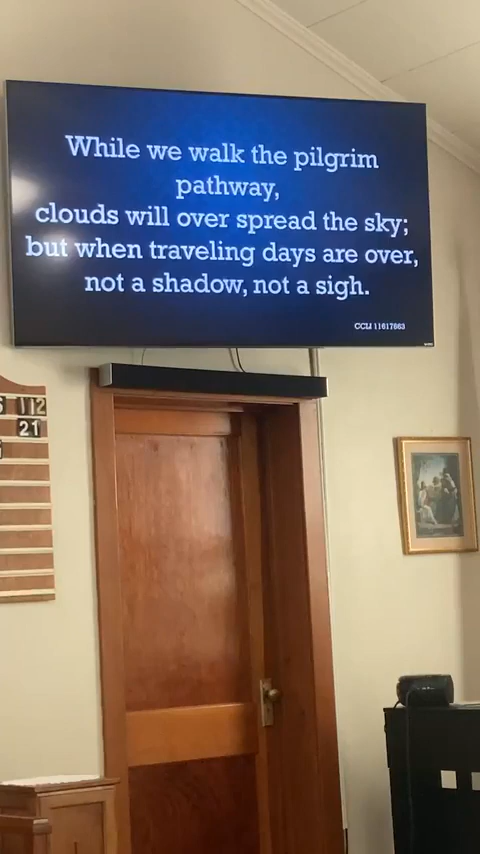 While we walk the pilgrim
pathway,
clouds will over spread the sky;
but when traveling days are over,
not a shadow, not a sigh.
CCLI 11617663
112
21